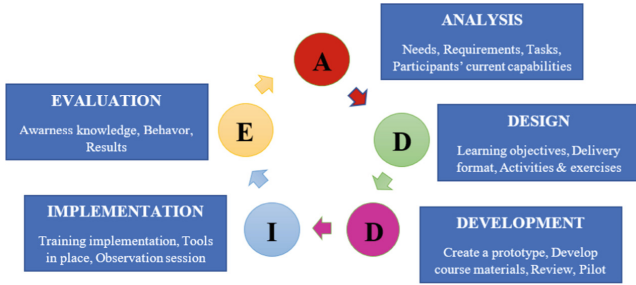 A
ANALYSIS
Needs, Requirements, Tasks,
Participants' current capabilities
D
DESIGN
Learning objectives, Delivery
format, Activities & exercises
D
DEVELOPMENT
Create a prototype, Develop
course materials, Review, Pilot
I
IMPLEMENTATION
Training implementation, Tools
in place, Observation session
E
EVALUATION
Awarness knowledge, Behavior,
Results